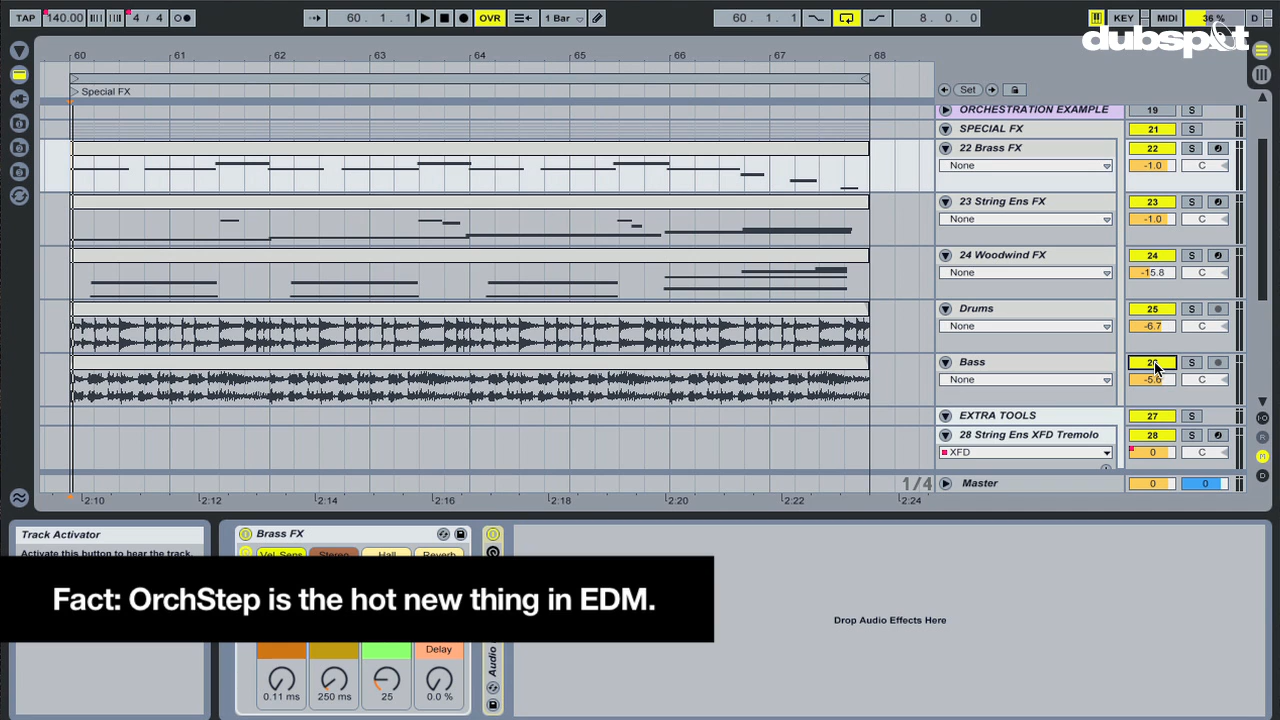 TAP 140.00 4 / 4 60 . 1 . 1 OVR 1 Bar 60 . 1 . 1 8 . 0 . 0 KEY MIDI 36 % D
dubspot
60 61 62 63 64 65 66 67 68
Special FX
Set
ORCHESTRATION EXAMPLE 19 S
SPECIAL FX 21 S
22 Brass FX 22 S
None -1.0 C
23 String Ens FX 23 S
None -1.0 C
24 Woodwind FX 24 S
None -15.8 C
Drums 25 S
None -6.7 C
Bass 26 S
None -5.6 C
EXTRA TOOLS 27 S
28 String Ens XFD Tremolo 28 S
XFD 0 C
1/4 Master 0 0
2:10 2:12 2:14 2:16 2:18 2:20 2:22 2:24
I·O
R
M
D
Track Activator
Activate this button to hear the track.
Brass FX
Vel Sens Stereo Hall Reverb
Fact: OrchStep is the hot new thing in EDM.
Drop Audio Effects Here
Delay
Audio
0.11 ms 250 ms 25 0.0 %